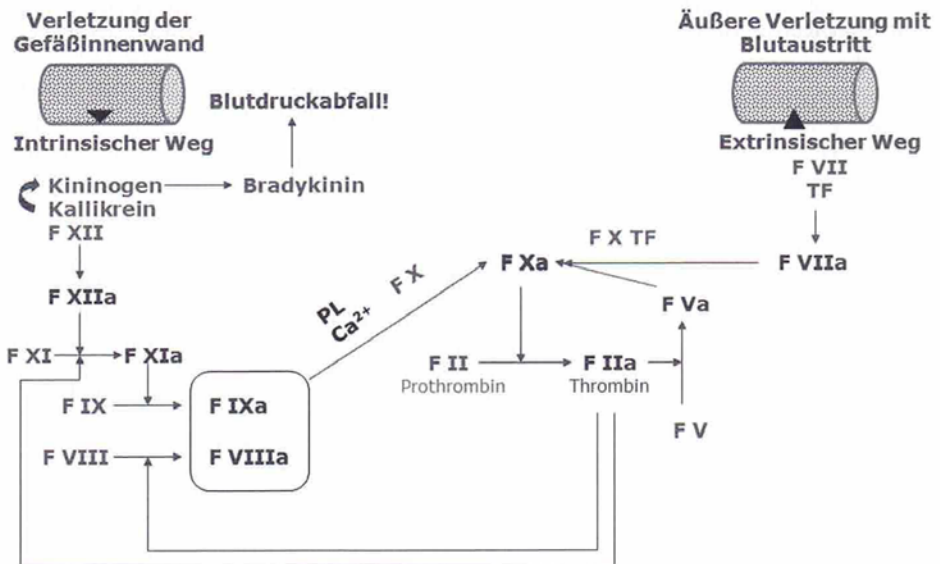 Verletzung der
Gefäßinnenwand
Intrinsischer Weg
Blutdruckabfall!
Kininogen
Bradykinin
Kallikrein
F XII
F XIIa
F XI
F XIa
F IX
F IXa
F VIII
F VIIIa
PL
Ca²⁺
F X
Äußere Verletzung mit
Blutaustritt
Extrinsischer Weg
F VII
TF
F VIIa
F X TF
F Xa
F Va
F II
Prothrombin
F IIa
Thrombin
F V